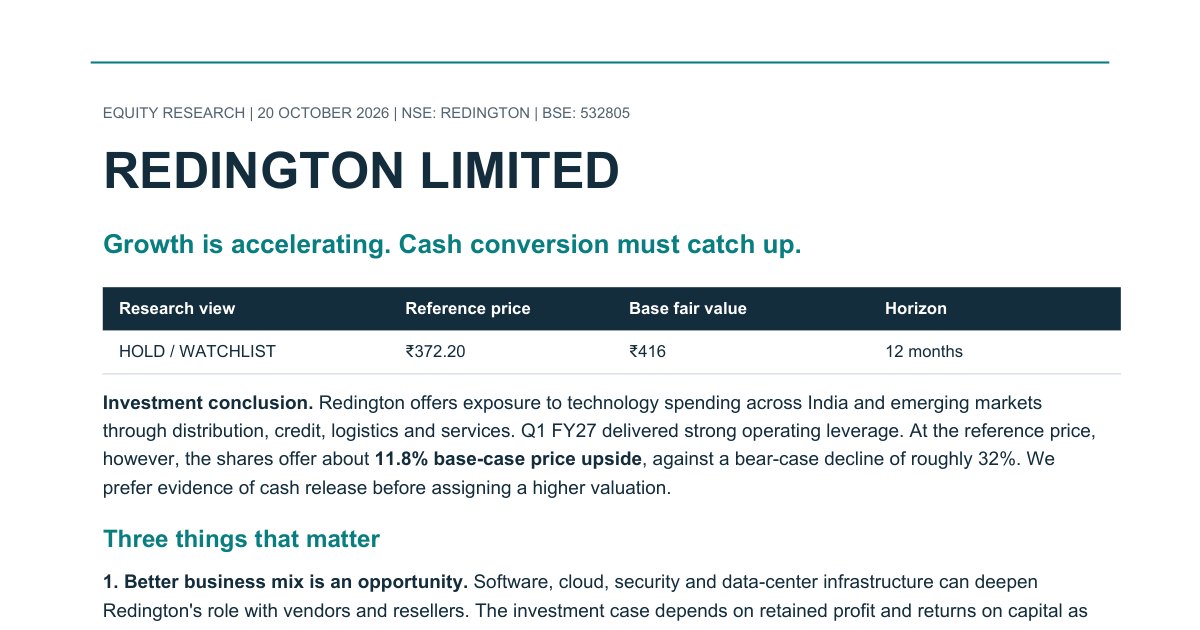 EQUITY RESEARCH | 20 OCTOBER 2026 | NSE: REDINGTON | BSE: 532805
REDINGTON LIMITED
Growth is accelerating. Cash conversion must catch up.
Research view Reference price Base fair value Horizon
HOLD / WATCHLIST ₹372.20 ₹416 12 months
Investment conclusion. Redington offers exposure to technology spending across India and emerging markets
through distribution, credit, logistics and services. Q1 FY27 delivered strong operating leverage. At the reference price,
however, the shares offer about 11.8% base-case price upside, against a bear-case decline of roughly 32%. We
prefer evidence of cash release before assigning a higher valuation.
Three things that matter
1. Better business mix is an opportunity. Software, cloud, security and data-center infrastructure can deepen
Redington's role with vendors and resellers. The investment case depends on retained profit and returns on capital as